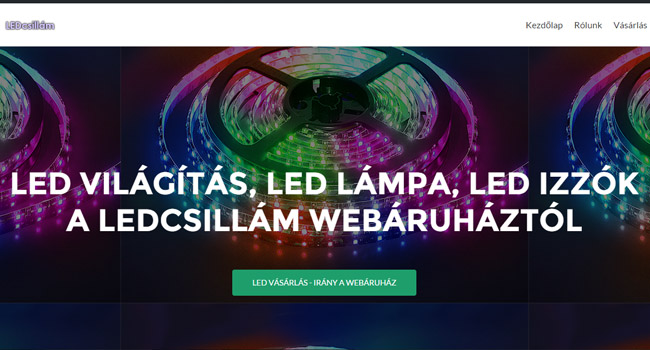 LEDcsillám
Kezdőlap Rólunk Vásárlás
LED VILÁGÍTÁS, LED LÁMPA, LED IZZÓK
A LEDCSILLÁM WEBÁRUHÁZTÓL
LED VÁSÁRLÁS - IRÁNY A WEBÁRUHÁZ